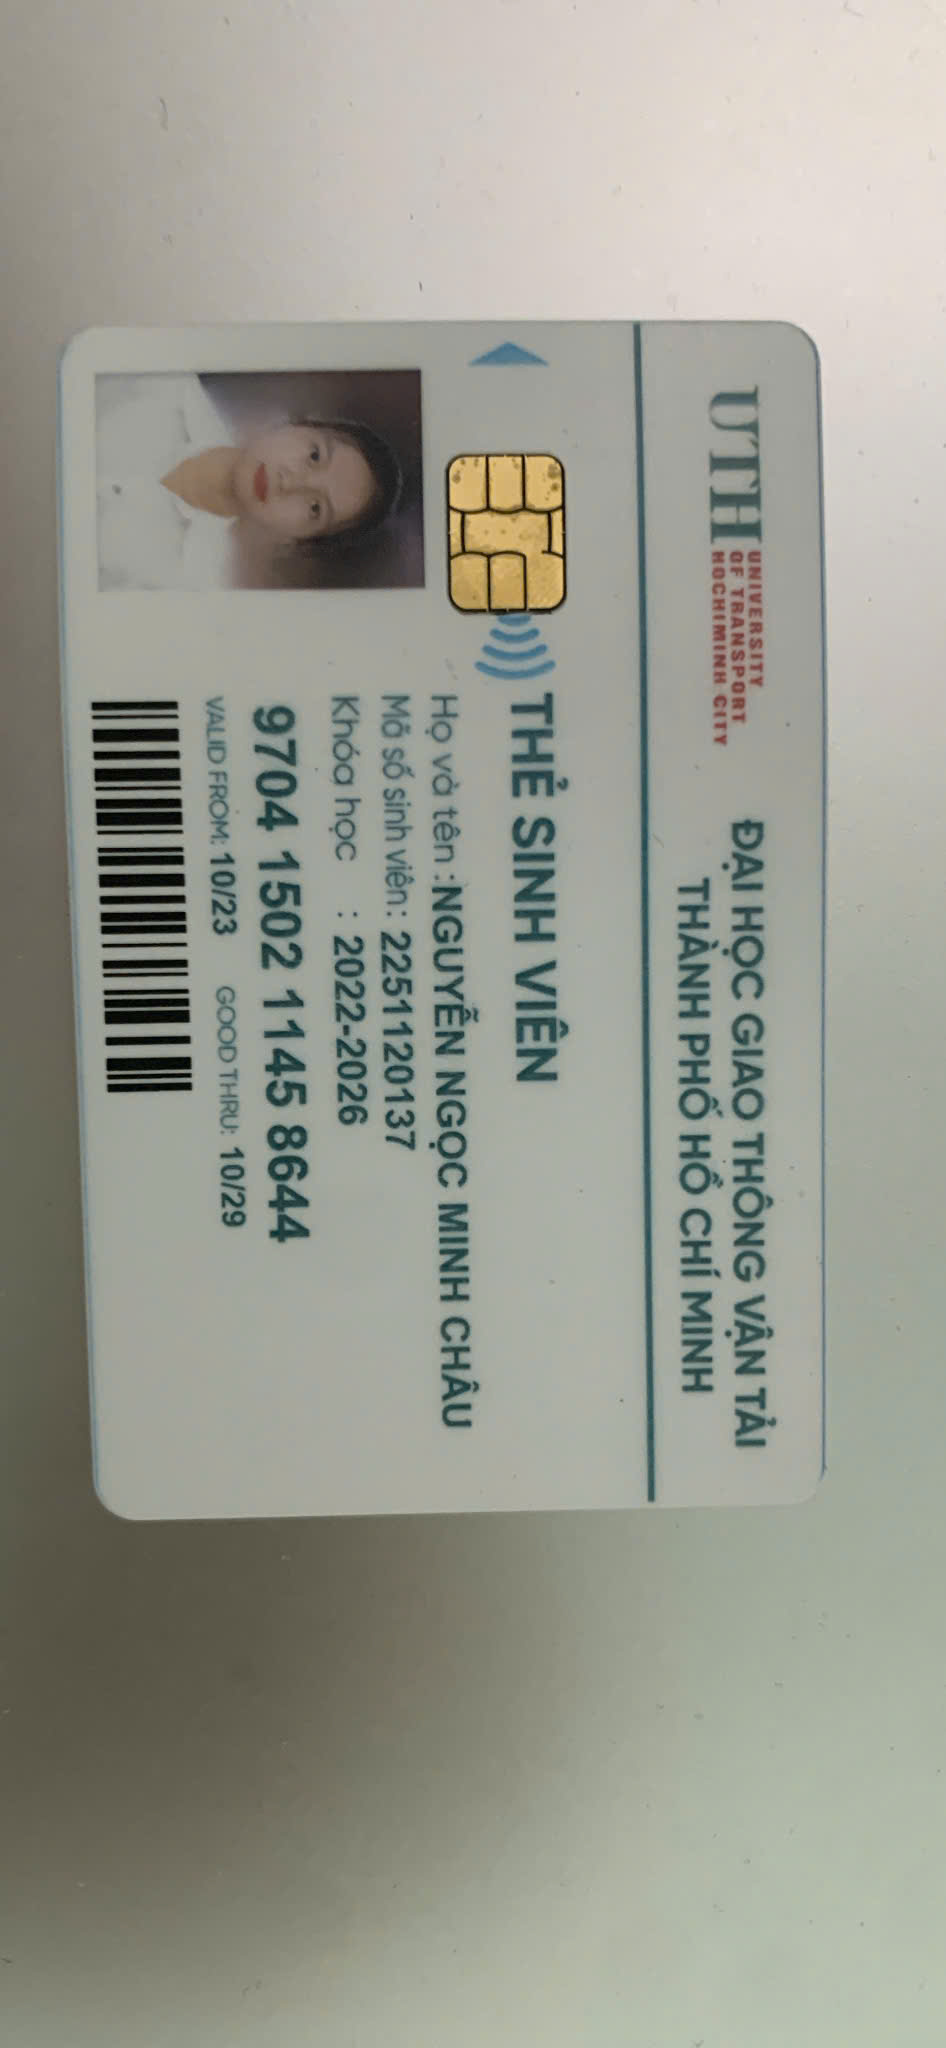 UTH UNIVERSITY
OF TRANSPORT
HOCHIMINH CITY
ĐẠI HỌC GIAO THÔNG VẬN TẢI
THÀNH PHỐ HỒ CHÍ MINH
THẺ SINH VIÊN
Họ và tên :NGUYỄN NGỌC MINH CHÂU
Mã số sinh viên: 2251120137
Khóa học : 2022-2026
9704 1502 1145 8644
VALID FROM: 10/23 GOOD THRU: 10/29